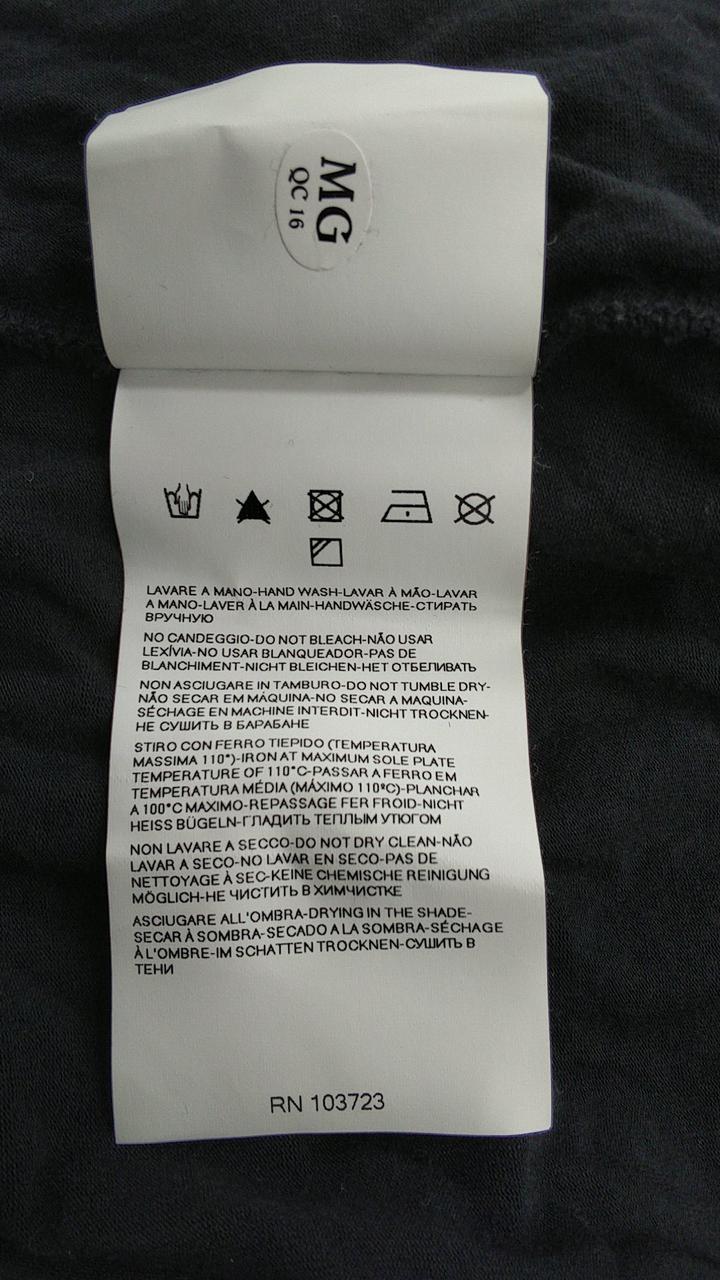 MG
QC 16
LAVARE A MANO-HAND WASH-LAVAR À MÃO-LAVAR
A MANO-LAVER À LA MAIN-HANDWÄSCHE-СТИРАТЬ
ВРУЧНУЮ
NO CANDEGGIO-DO NOT BLEACH-NÃO USAR
LEXÍVIA-NO USAR BLANQUEADOR-PAS DE
BLANCHIMENT-NICHT BLEICHEN-НЕТ ОТБЕЛИВАТЬ
NON ASCIUGARE IN TAMBURO-DO NOT TUMBLE DRY-
NÃO SECAR EM MÁQUINA-NO SECAR A MAQUINA-
SÉCHAGE EN MACHINE INTERDIT-NICHT TROCKNEN-
НЕ СУШИТЬ В БАРАБАНЕ
STIRO CON FERRO TIEPIDO (TEMPERATURA
MASSIMA 110°)-IRON AT MAXIMUM SOLE PLATE
TEMPERATURE OF 110°C-PASSAR A FERRO EM
TEMPERATURA MÉDIA (MÁXIMO 110ºC)-PLANCHAR
A 100°C MAXIMO-REPASSAGE FER FROID-NICHT
HEISS BÜGELN-ГЛАДИТЬ ТЕПЛЫМ УТЮГОМ
NON LAVARE A SECCO-DO NOT DRY CLEAN-NÃO
LAVAR A SECO-NO LAVAR EN SECO-PAS DE
NETTOYAGE À SEC-KEINE CHEMISCHE REINIGUNG
MÖGLICH-НЕ ЧИСТИТЬ В ХИМЧИСТКЕ
ASCIUGARE ALL'OMBRA-DRYING IN THE SHADE-
SECAR À SOMBRA-SECADO A LA SOMBRA-SÉCHAGE
À L'OMBRE-IM SCHATTEN TROCKNEN-СУШИТЬ В
ТЕНИ
RN 103723